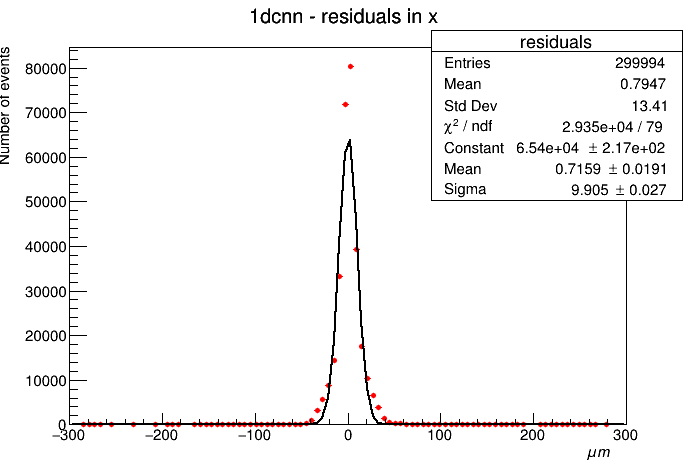 1dcnn - residuals in x
residuals
Entries 299994
Mean 0.7947
Std Dev 13.41
χ² / ndf 2.935e+04 / 79
Constant 6.54e+04 ± 2.17e+02
Mean 0.7159 ± 0.0191
Sigma 9.905 ± 0.027
Number of events
80000
70000
60000
50000
40000
30000
20000
10000
0
−300 −200 −100 0 100 200 300
μm